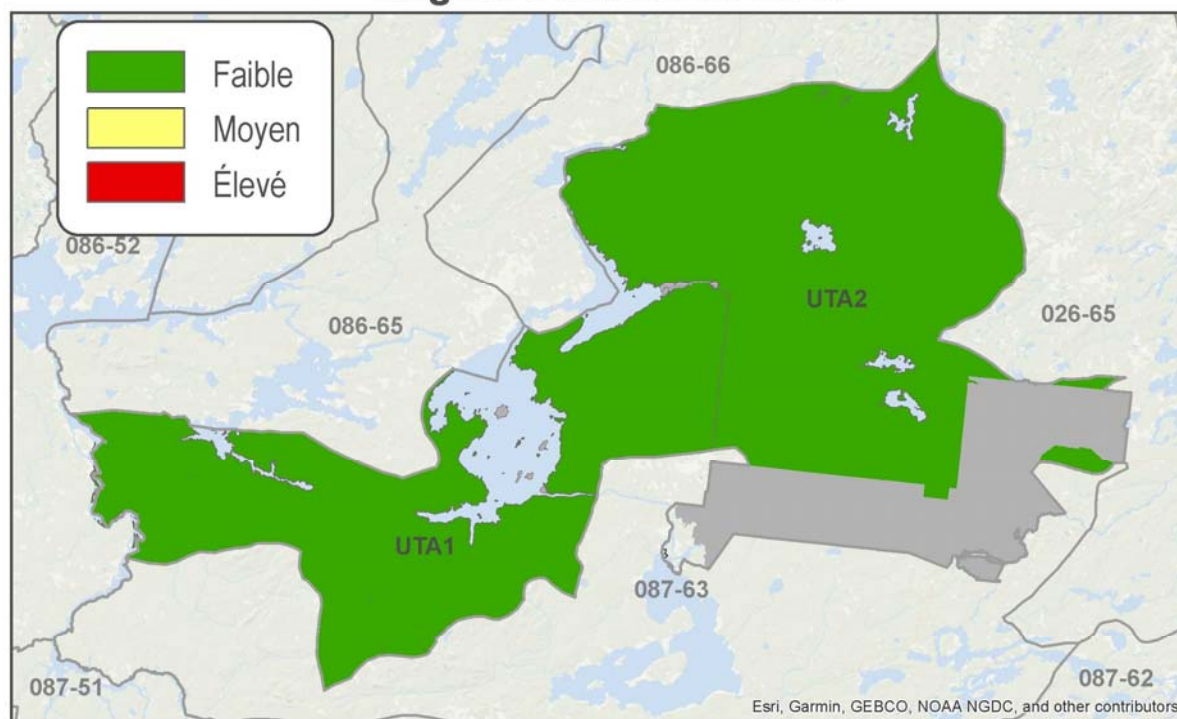 Faible
Moyen
Élevé
086-66
086-52
086-65
UTA2
026-65
UTA1
087-63
087-51
087-62
Esri, Garmin, GEBCO, NOAA NGDC, and other contributors